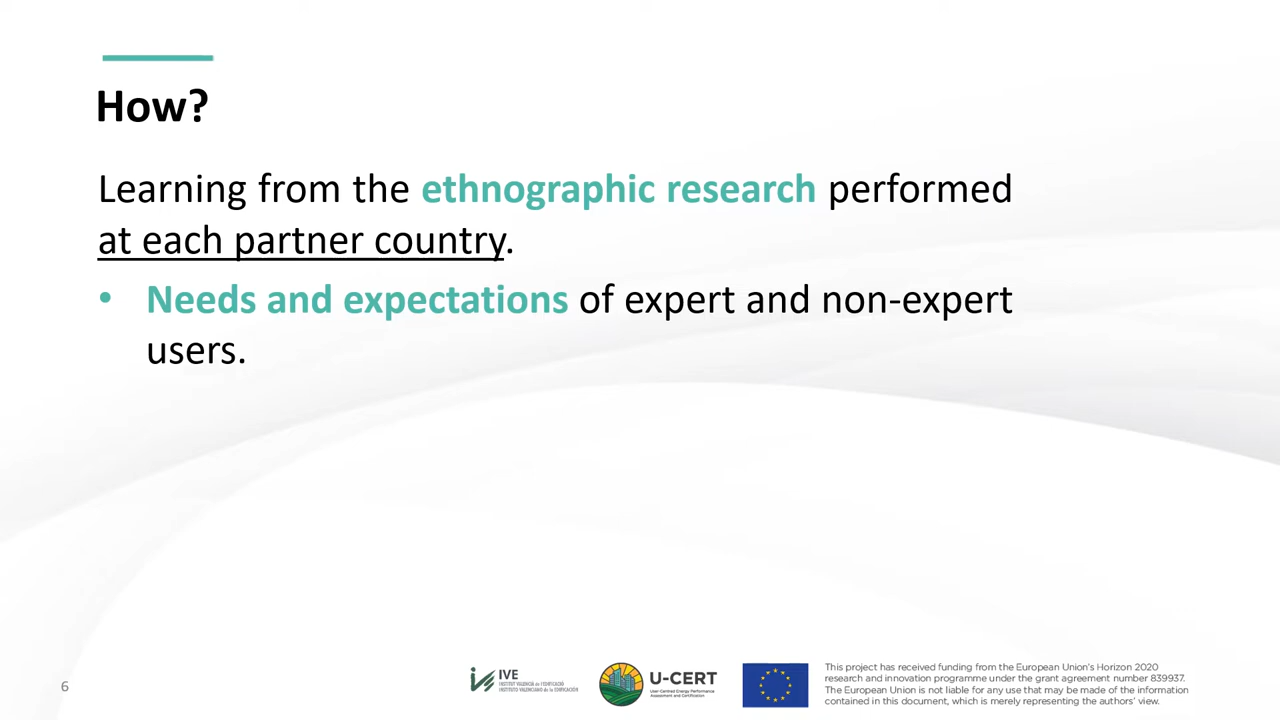 How?
Learning from the ethnographic research performed
at each partner country.
• Needs and expectations of expert and non-expert
users.
6
IVE
INSTITUT VALENCIÀ de l'EDIFICACIÓ
INSTITUTO VALENCIANO de la EDIFICACIÓN
U-CERT
User-Centred Energy Performance
Assessment and Certification
This project has received funding from the European Union's Horizon 2020
research and innovation programme under the grant agreement number 839937.
The European Union is not liable for any use that may be made of the information
contained in this document, which is merely representing the authors' view.